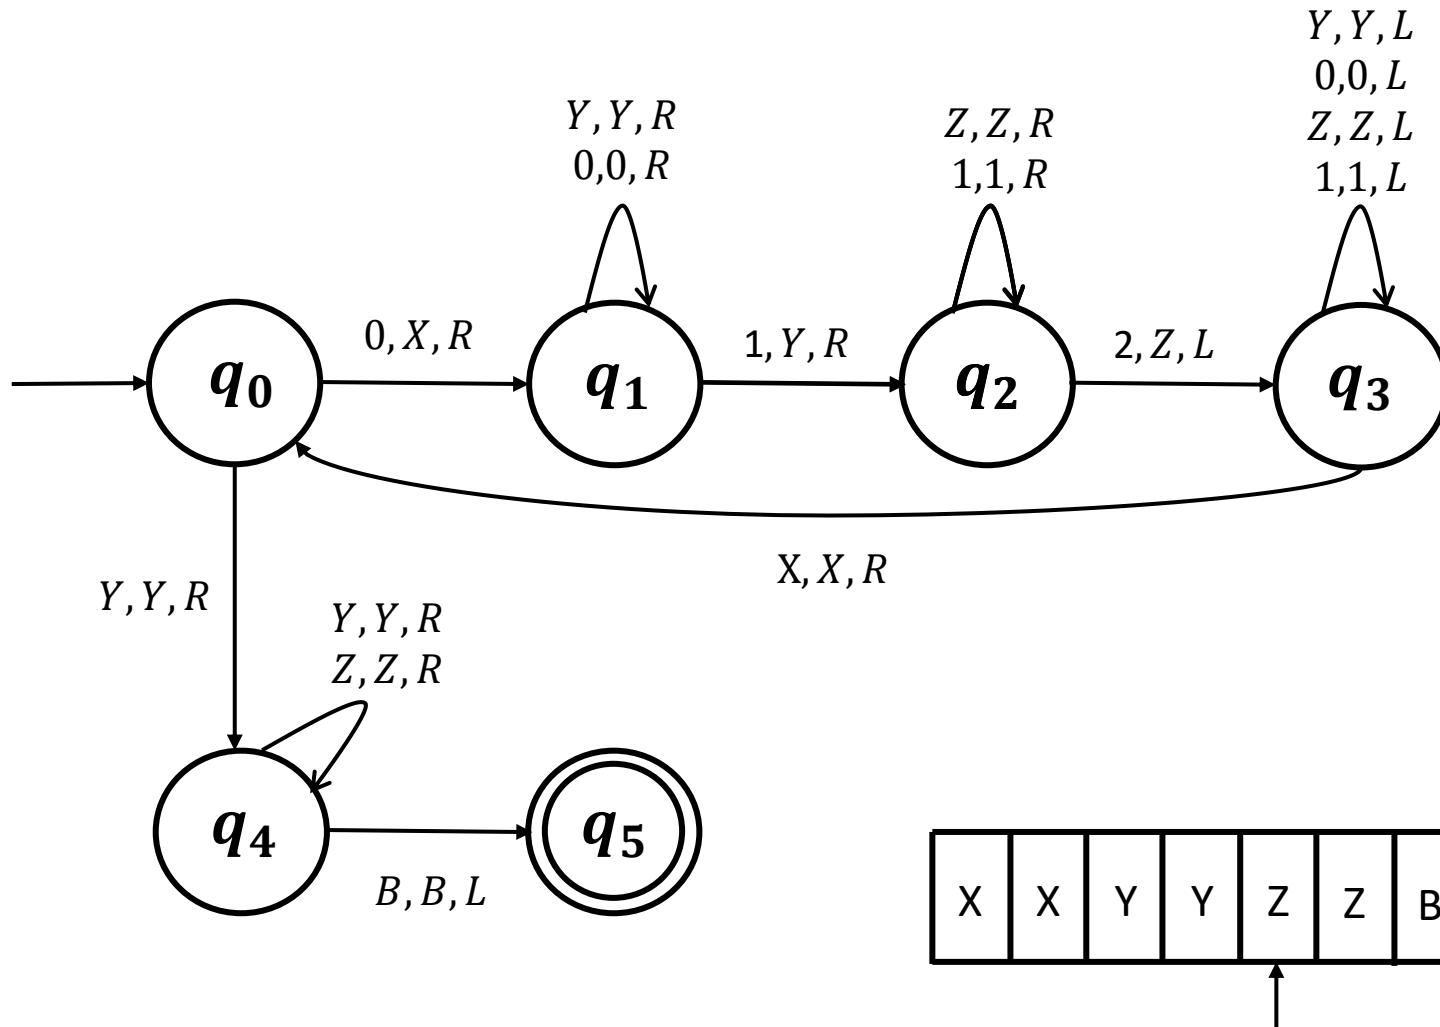 Y, Y, L
0,0, L
Z, Z, L
1,1, L
Y, Y, R
0,0, R
Z, Z, R
1,1, R
0, X, R
1, Y, R
2, Z, L
q0
q1
q2
q3
X, X, R
Y, Y, R
Y, Y, R
Z, Z, R
q4
q5
B, B, L
X X Y Y Z Z B